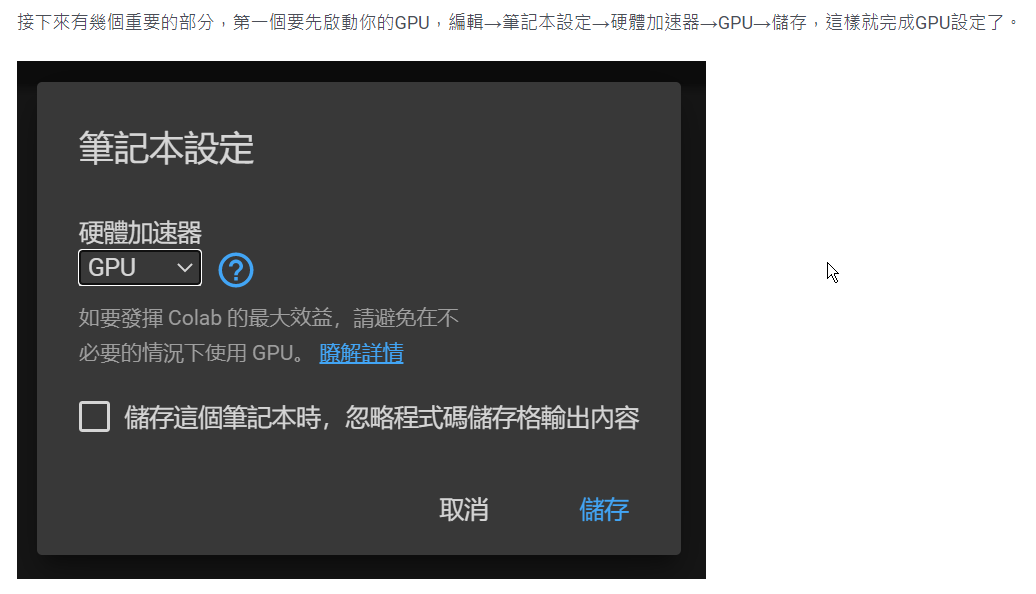 接下來有幾個重要的部分，第一個要先啟動你的GPU，編輯→筆記本設定→硬體加速器→GPU→儲存，這樣就完成GPU設定了。
筆記本設定
硬體加速器
GPU
如要發揮 Colab 的最大效益，請避免在不
必要的情況下使用 GPU。 瞭解詳情
儲存這個筆記本時，忽略程式碼儲存格輸出內容
取消 儲存